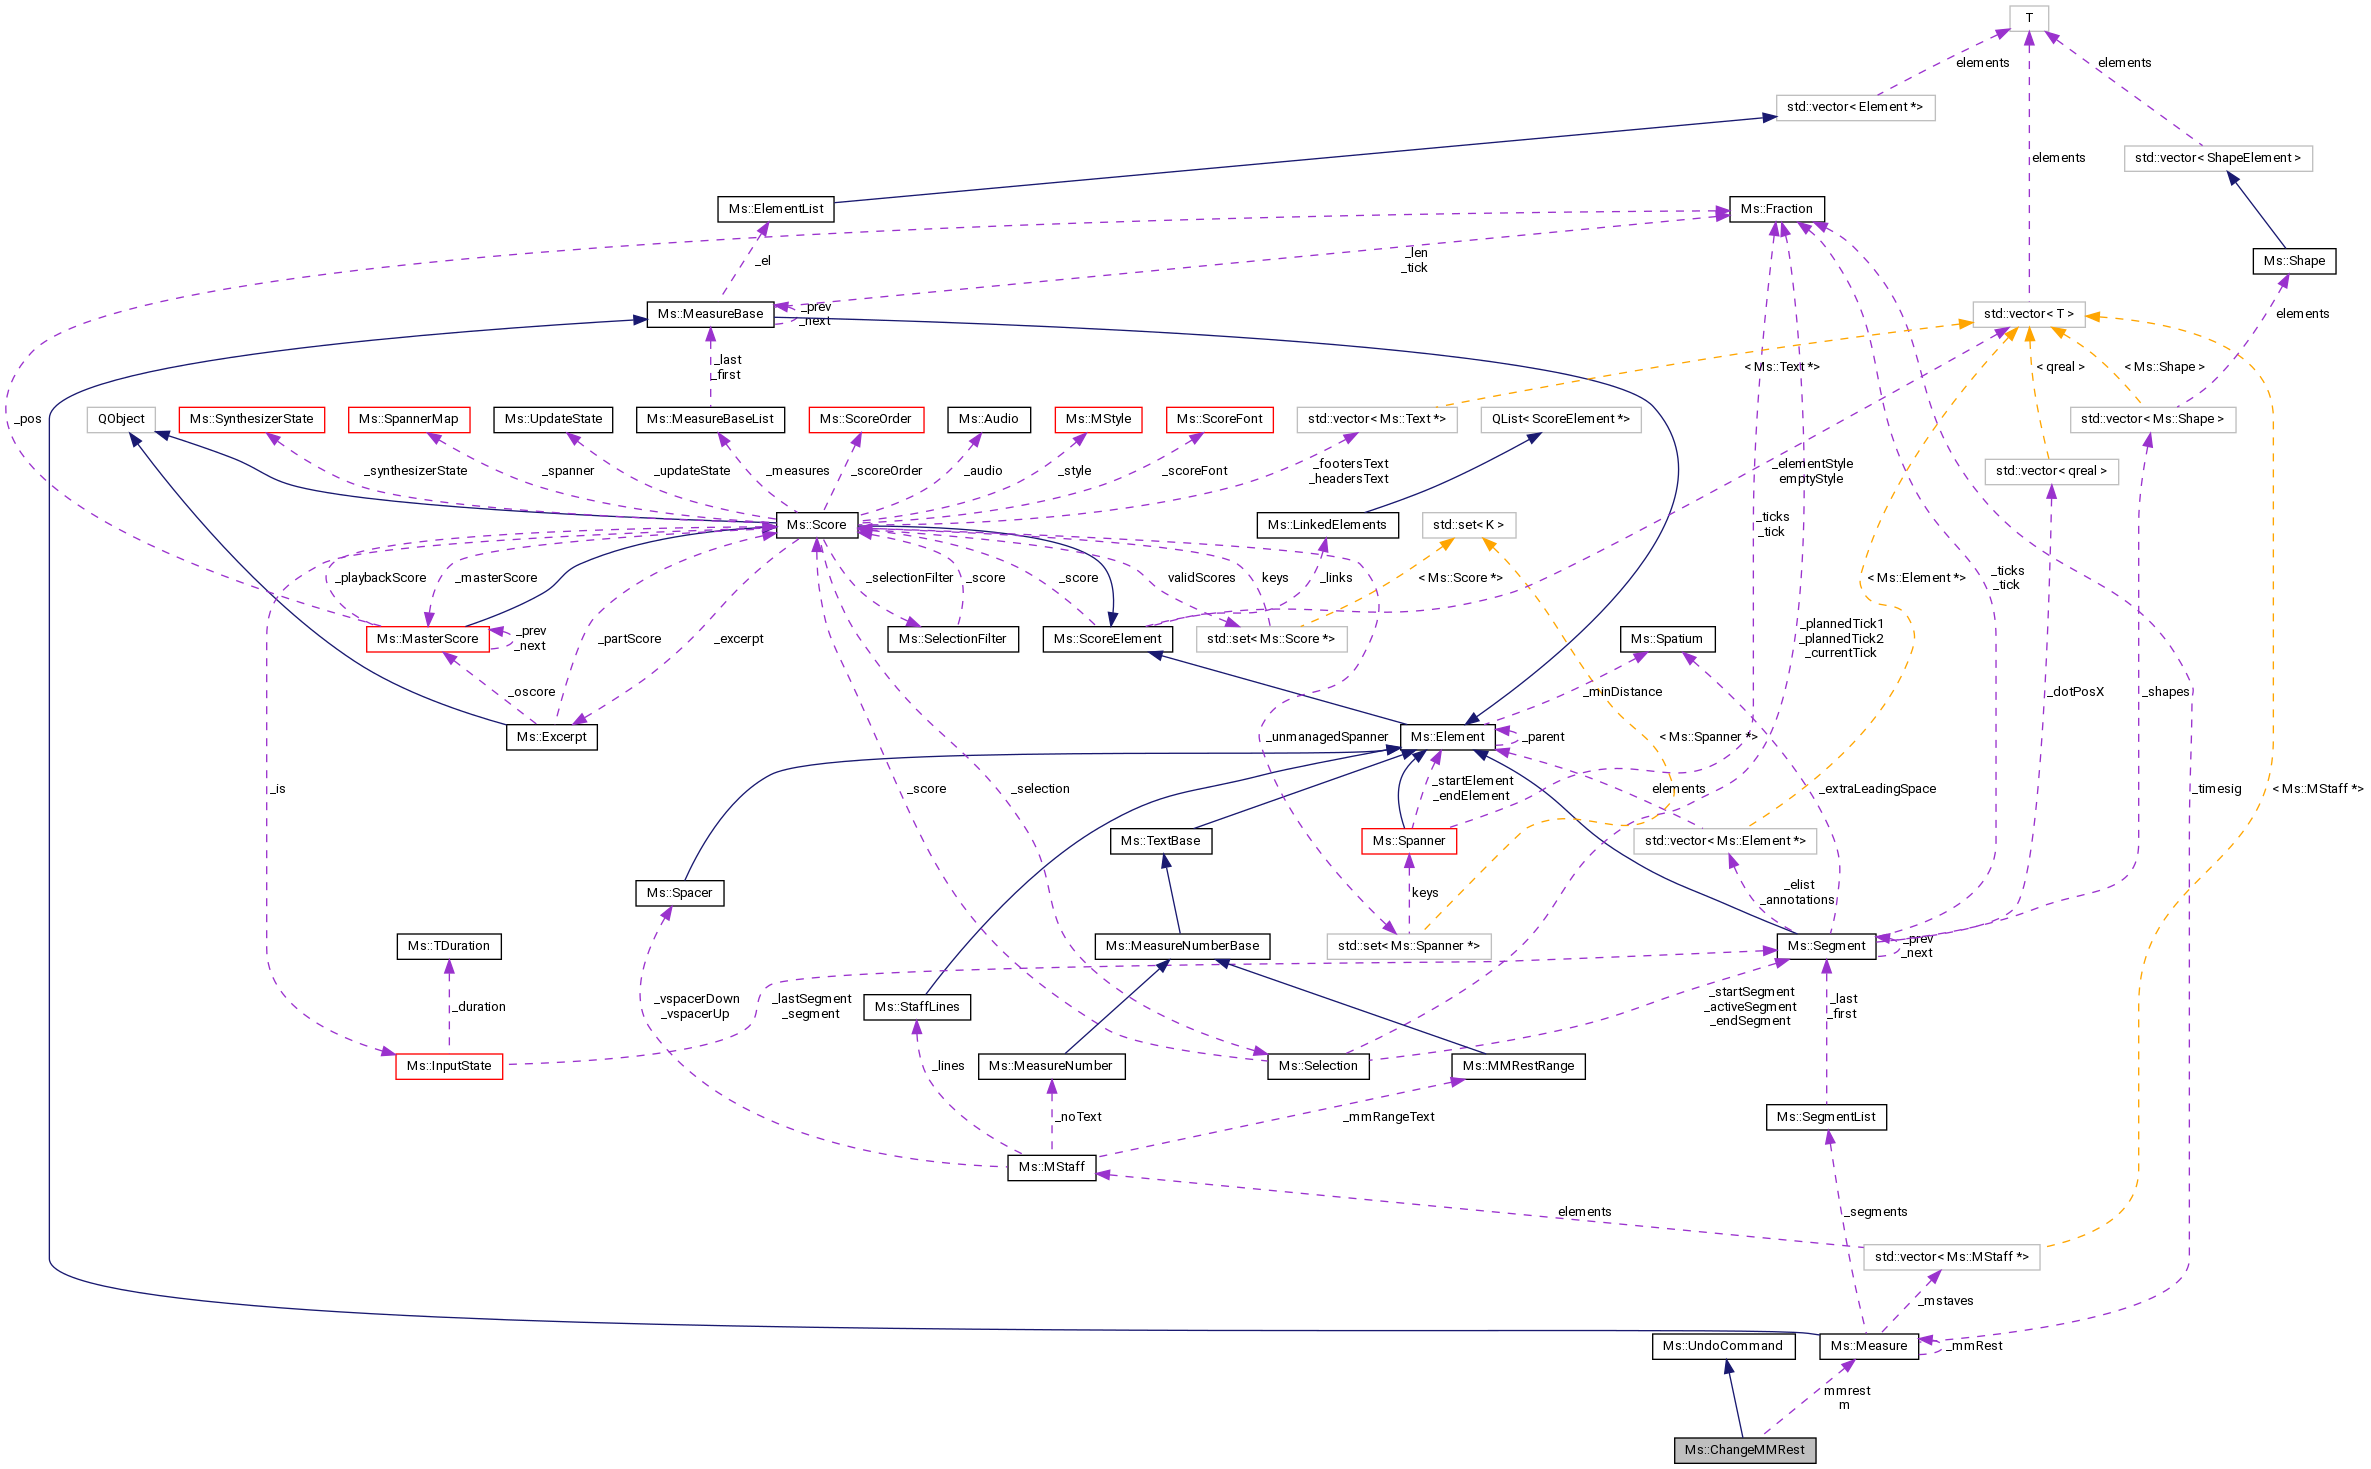 T
elements
elements
std::vector< Element *>
elements
std::vector< ShapeElement >
Ms::ElementList
Ms::Fraction
_el
_len
_tick
Ms::Shape
Ms::MeasureBase
_prev
_next
std::vector< T >
elements
_last
_first
< Ms::Text *>
< qreal >
< Ms::Shape >
_pos
QObject
Ms::SynthesizerState
Ms::SpannerMap
Ms::UpdateState
Ms::MeasureBaseList
Ms::ScoreOrder
Ms::Audio
Ms::MStyle
Ms::ScoreFont
std::vector< Ms::Text *>
QList< ScoreElement *>
std::vector< Ms::Shape >
_synthesizerState
_spanner
_updateState
_measures
_scoreOrder
_audio
_style
_scoreFont
_footersText
_headersText
_elementStyle
emptyStyle
std::vector< qreal >
Ms::Score
Ms::LinkedElements
std::set< K >
_ticks
_tick
_playbackScore
_masterScore
_selectionFilter
_score
_score
validScores
keys
_links
< Ms::Score *>
< Ms::Element *>
_ticks
_tick
Ms::MasterScore
_prev
_next
_partScore
_excerpt
Ms::SelectionFilter
Ms::ScoreElement
std::set< Ms::Score *>
Ms::Spatium
_plannedTick1
_plannedTick2
_currentTick
_oscore
_minDistance
_dotPosX
_shapes
Ms::Excerpt
_unmanagedSpanner
Ms::Element
_parent
< Ms::Spanner *>
_is
_score
_selection
_startElement
_endElement
elements
_extraLeadingSpace
_timesig
< Ms::MStaff *>
Ms::TextBase
Ms::Spanner
std::vector< Ms::Element *>
Ms::Spacer
keys
_elist
_annotations
Ms::TDuration
Ms::MeasureNumberBase
std::set< Ms::Spanner *>
Ms::Segment
_prev
_next
_duration
_vspacerDown
_vspacerUp
_lastSegment
_segment
Ms::StaffLines
_startSegment
_activeSegment
_endSegment
_last
_first
Ms::InputState
_lines
Ms::MeasureNumber
Ms::Selection
Ms::MMRestRange
_noText
_mmRangeText
Ms::SegmentList
Ms::MStaff
elements
_segments
std::vector< Ms::MStaff *>
_mstaves
Ms::UndoCommand
Ms::Measure
_mmRest
mmrest
m
Ms::ChangeMMRest